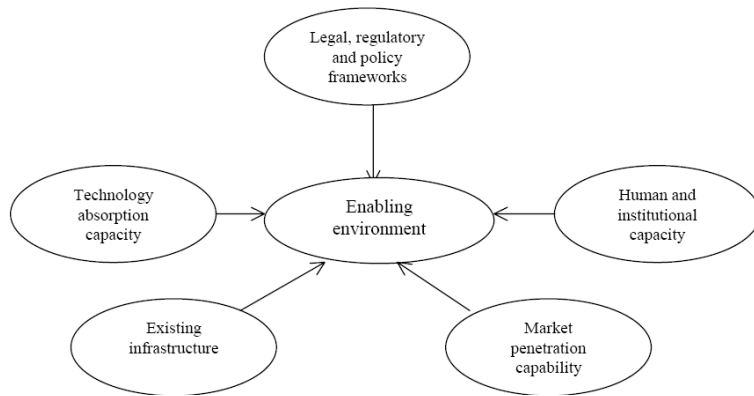 Legal, regulatory
and policy
frameworks
Technology
absorption
capacity
Enabling
environment
Human and
institutional
capacity
Existing
infrastructure
Market
penetration
capability